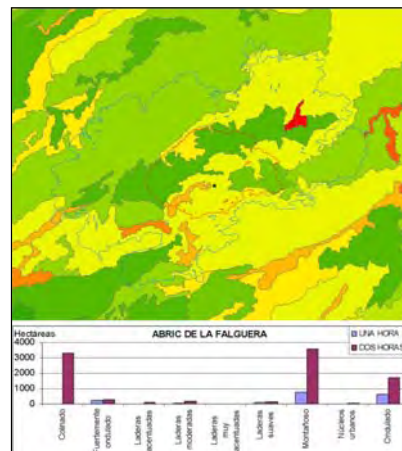 Hectáreas
ABRIC DE LA FALGUERA
UNA HORA
DOS HORAS
4000
3000
2000
1000
0
Colinado
Fuertemente ondulado
Laderas acentuadas
Laderas moderadas
Laderas muy acentuadas
Laderas suaves
Montañoso
Núcleos urbanos
Ondulado